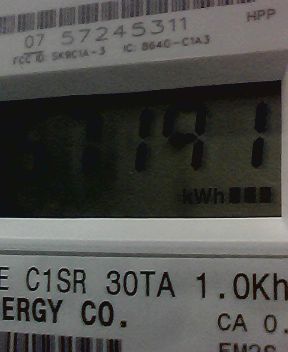 HPP
07 57245311
FCC ID: SK9C1A-3 IC: 864G-C1A3
kWh
E C1SR 30TA 1.0Kh
ERGY CO.
CA 0.